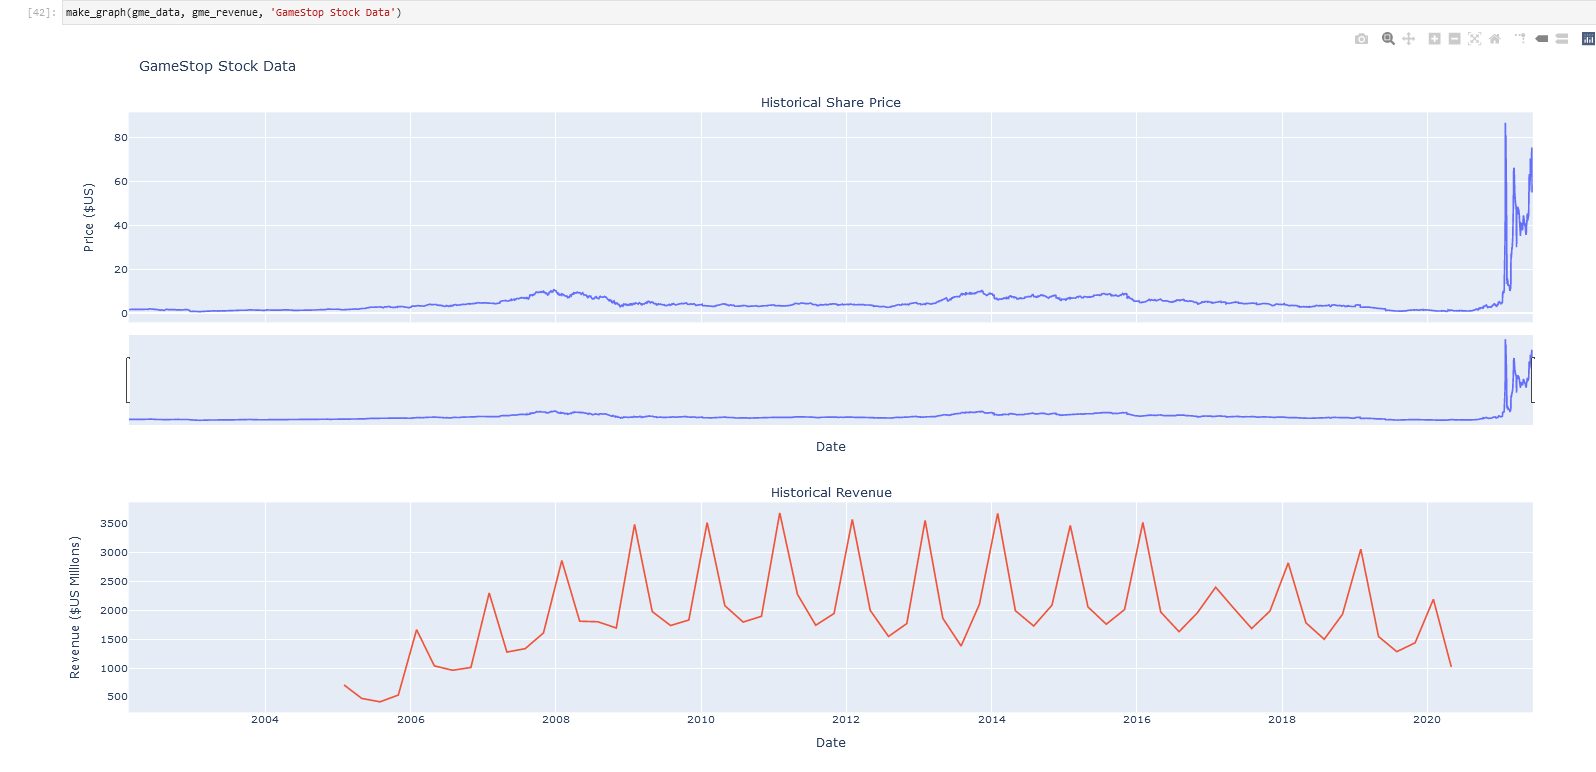 [42]: make_graph(gme_data, gme_revenue, 'GameStop Stock Data')
GameStop Stock Data
Historical Share Price
80
60
40
20
0
Price ($US)
Date
Historical Revenue
3500
3000
2500
2000
1500
1000
500
Revenue ($US Millions)
2004 2006 2008 2010 2012 2014 2016 2018 2020
Date